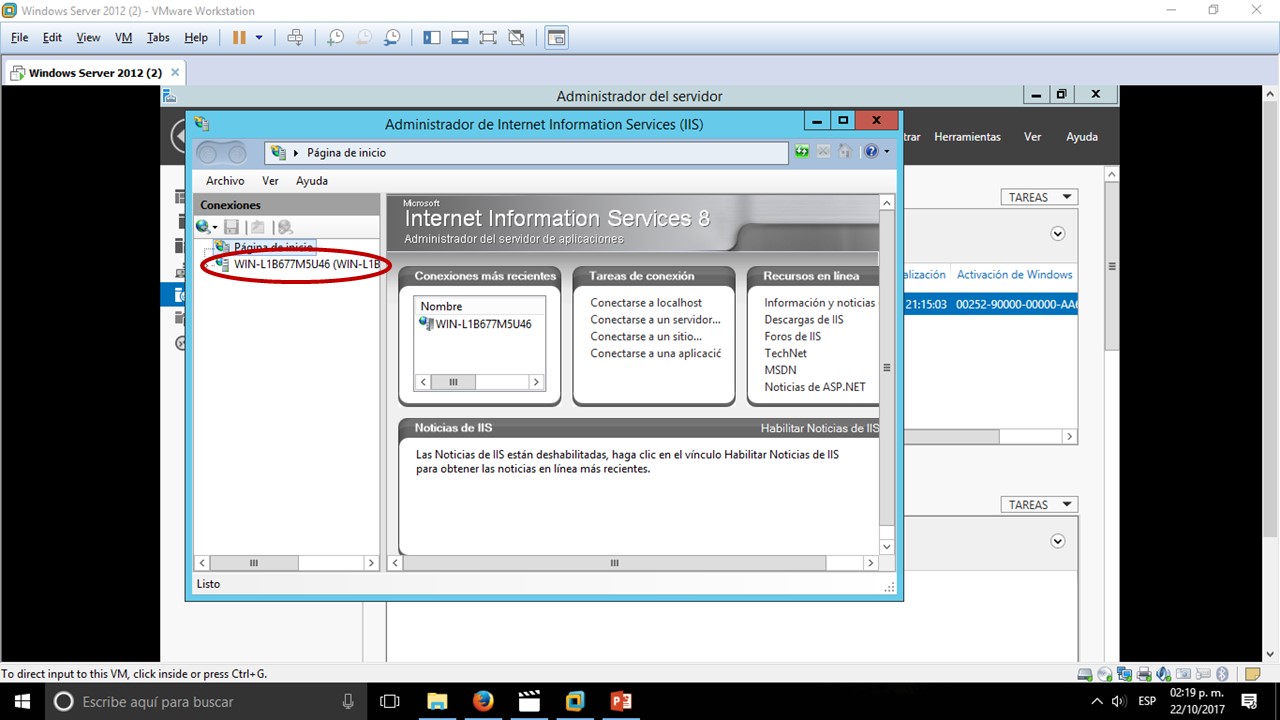 Windows Server 2012 (2) - VMware Workstation
File Edit View VM Tabs Help
Windows Server 2012 (2)
Administrador del servidor
Administrador de Internet Information Services (IIS)
Página de inicio
trar Herramientas Ver Ayuda
Archivo Ver Ayuda
Conexiones
Página de inicio
WIN-L1B677M5U46 (WIN-L1B
Microsoft
Internet Information Services 8
Administrador del servidor de aplicaciones
Conexiones más recientes
Nombre
WIN-L1B677M5U46
Tareas de conexión
Conectarse a localhost
Conectarse a un servidor...
Conectarse a un sitio...
Conectarse a una aplicació
Recursos en línea
Información y noticias
Descargas de IIS
Foros de IIS
TechNet
MSDN
Noticias de ASP.NET
Noticias de IIS
Habilitar Noticias de IIS
Las Noticias de IIS están deshabilitadas, haga clic en el vínculo Habilitar Noticias de IIS
para obtener las noticias en línea más recientes.
Listo
TAREAS
alización Activación de Windows
21:15:03 00252-90000-00000-AA
TAREAS
To direct input to this VM, click inside or press Ctrl+G.
Escribe aquí para buscar
ESP
02:19 p. m.
22/10/2017